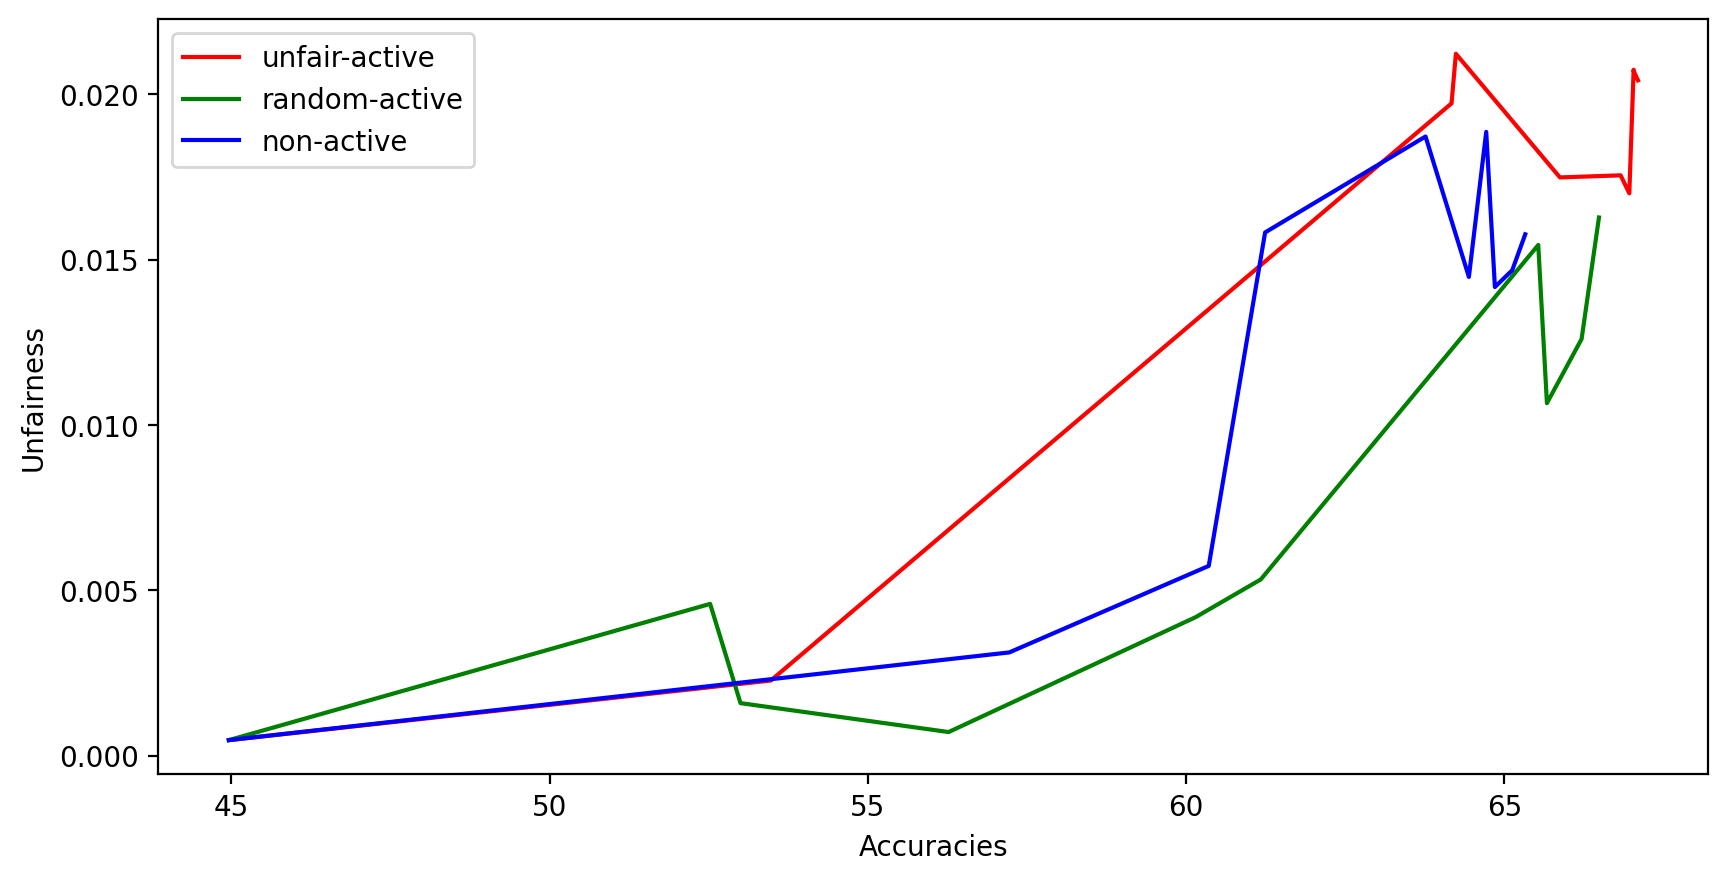 unfair-active
random-active
non-active
0.020
0.015
0.010
0.005
0.000
Unfairness
45 50 55 60 65
Accuracies